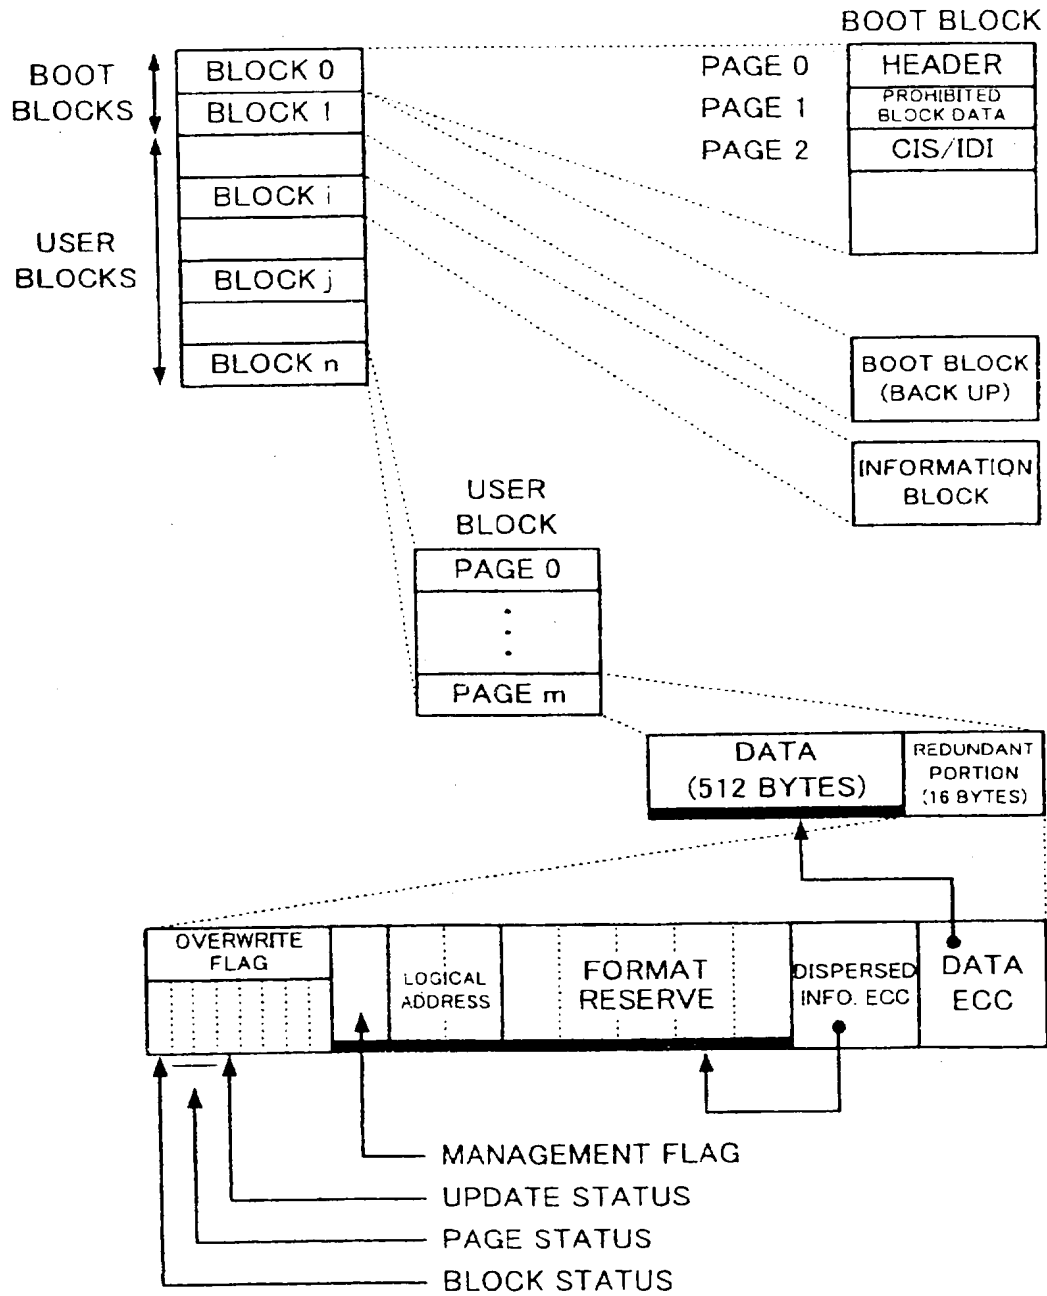 BOOT BLOCK
BOOT
BLOCKS
BLOCK 0
BLOCK 1
BLOCK i
BLOCK j
BLOCK n
USER
BLOCKS
PAGE 0
HEADER
PAGE 1
PROHIBITED
BLOCK DATA
PAGE 2
CIS/IDI
BOOT BLOCK
(BACK UP)
INFORMATION
BLOCK
USER
BLOCK
PAGE 0
PAGE m
DATA
(512 BYTES)
REDUNDANT
PORTION
(16 BYTES)
OVERWRITE
FLAG
LOGICAL
ADDRESS
FORMAT
RESERVE
DISPERSED
INFO. ECC
DATA
ECC
MANAGEMENT FLAG
UPDATE STATUS
PAGE STATUS
BLOCK STATUS